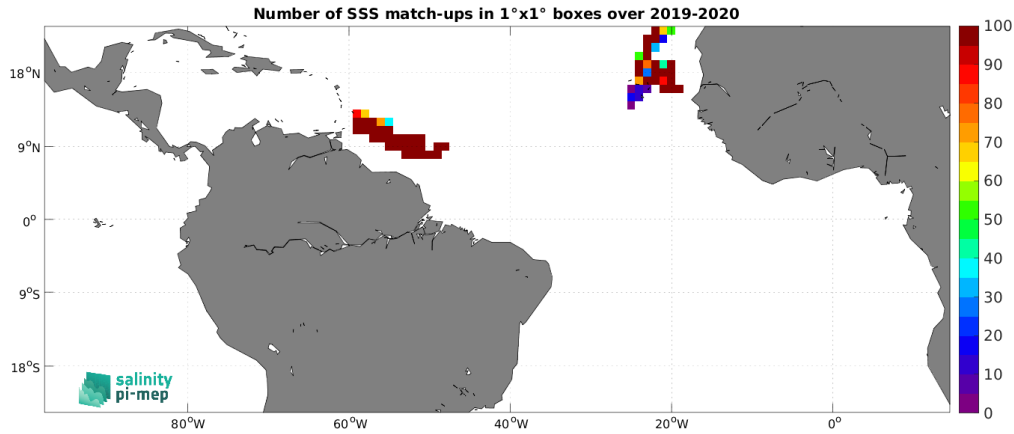 Number of SSS match-ups in 1°x1° boxes over 2019-2020
100
90
80
70
60
50
40
30
20
10
0
18°N
9°N
0°
9°S
18°S
80°W
60°W
40°W
20°W
0°
salinity
pi-mep